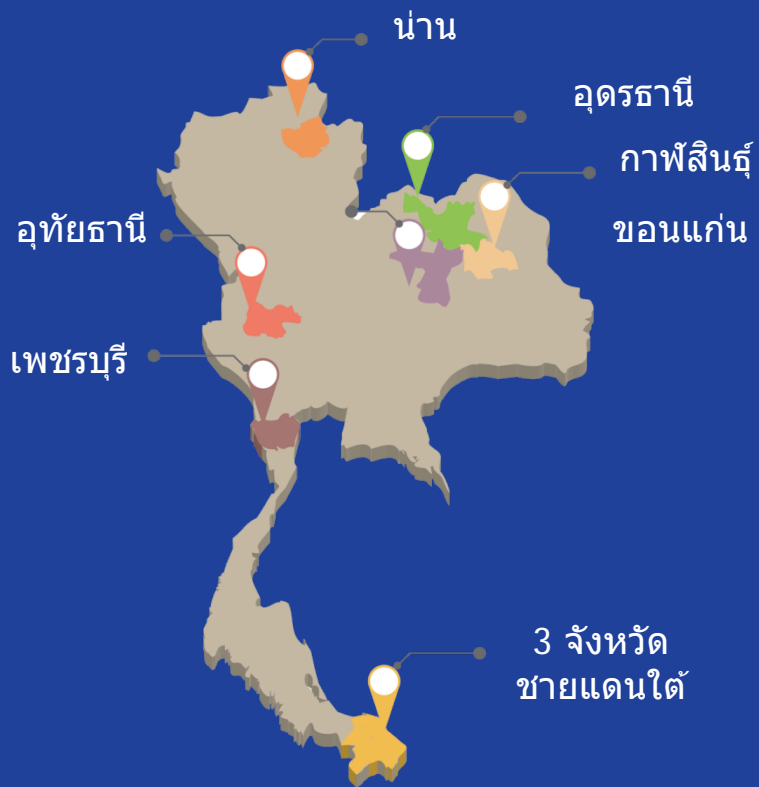 น่าน
อุดรธานี
กาฬสินธุ์
อุทัยธานี
ขอนแก่น
เพชรบุรี
3 จังหวัด
ชายแดนใต้